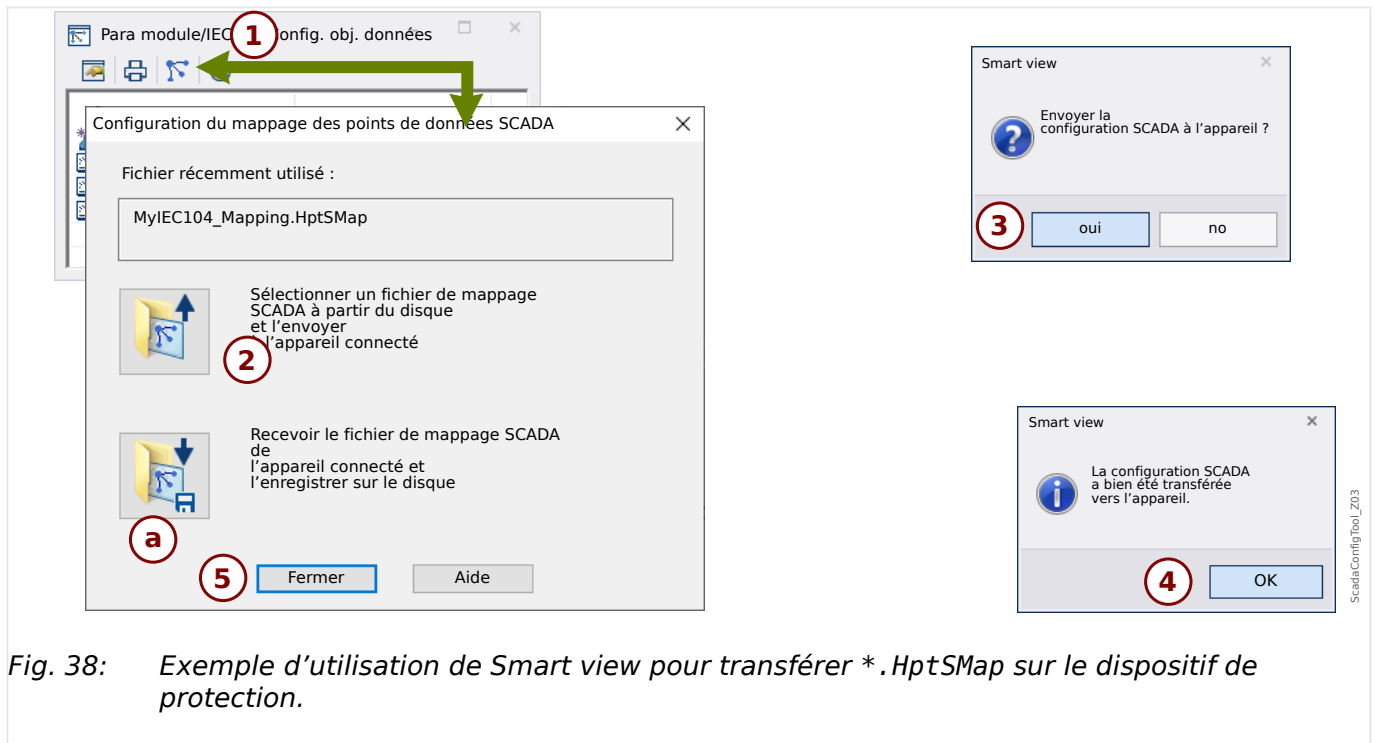 Para module/IEC
1
onfig. obj. données
Configuration du mappage des points de données SCADA
Fichier récemment utilisé :
MyIEC104_Mapping.HptSMap
Sélectionner un fichier de mappage
SCADA à partir du disque
et l’envoyer
l’appareil connecté
2
Recevoir le fichier de mappage SCADA
de
l’appareil connecté et
l’enregistrer sur le disque
a
5
Fermer
Aide
Smart view
Envoyer la
configuration SCADA à l’appareil ?
3
oui
no
Smart view
La configuration SCADA
a bien été transférée
vers l’appareil.
4
OK
ScadaConfigTool_Z03
Fig. 38: Exemple d’utilisation de Smart view pour transférer *.HptSMap sur le dispositif de
protection.